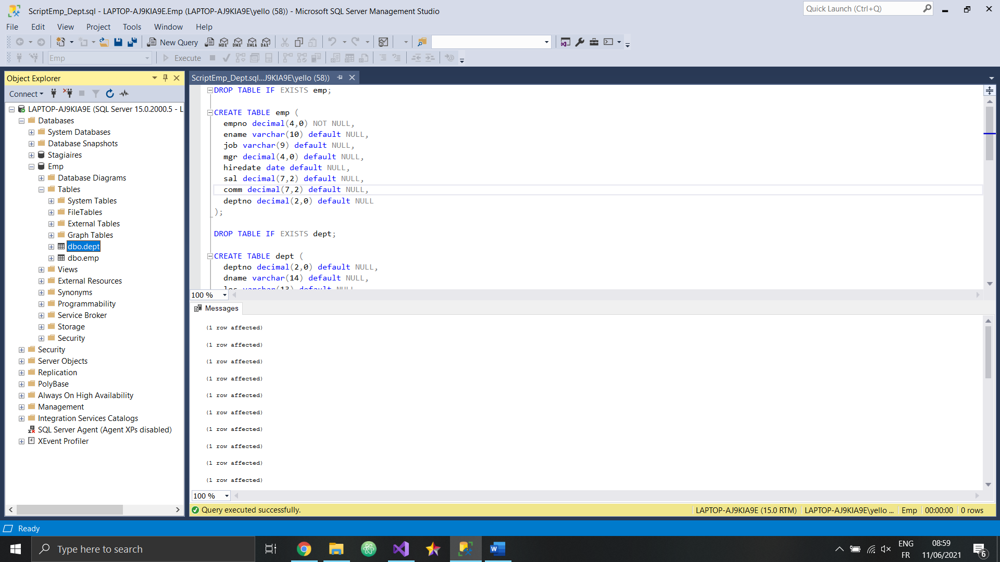 ScriptEmp_Dept.sql - LAPTOP-AJ9KIA9E.Emp (LAPTOP-AJ9KIA9E\yello (58)) - Microsoft SQL Server Management Studio
Quick Launch (Ctrl+Q)
File Edit View Project Tools Window Help
New Query
MDX DMX XMLA DAX
Emp
Execute
Object Explorer
Connect
LAPTOP-AJ9KIA9E (SQL Server 15.0.2000.5 - L
Databases
System Databases
Database Snapshots
Stagiaires
Emp
Database Diagrams
Tables
System Tables
FileTables
External Tables
Graph Tables
dbo.dept
dbo.emp
Views
External Resources
Synonyms
Programmability
Service Broker
Storage
Security
Security
Server Objects
Replication
PolyBase
Always On High Availability
Management
Integration Services Catalogs
SQL Server Agent (Agent XPs disabled)
XEvent Profiler
ScriptEmp_Dept.sql...J9KIA9E\yello (58))
DROP TABLE IF EXISTS emp;
CREATE TABLE emp (
empno decimal(4,0) NOT NULL,
ename varchar(10) default NULL,
job varchar(9) default NULL,
mgr decimal(4,0) default NULL,
hiredate date default NULL,
sal decimal(7,2) default NULL,
comm decimal(7,2) default NULL,
deptno decimal(2,0) default NULL
);
DROP TABLE IF EXISTS dept;
CREATE TABLE dept (
deptno decimal(2,0) default NULL,
dname varchar(14) default NULL,
loc varchar(13) default NULL
100 %
Messages
(1 row affected)
(1 row affected)
(1 row affected)
(1 row affected)
(1 row affected)
(1 row affected)
(1 row affected)
(1 row affected)
(1 row affected)
(1 row affected)
100 %
Query executed successfully.
LAPTOP-AJ9KIA9E (15.0 RTM)
LAPTOP-AJ9KIA9E\yello ...
Emp
00:00:00
0 rows
Ready
Type here to search
ENG
FR
08:59
11/06/2021
6